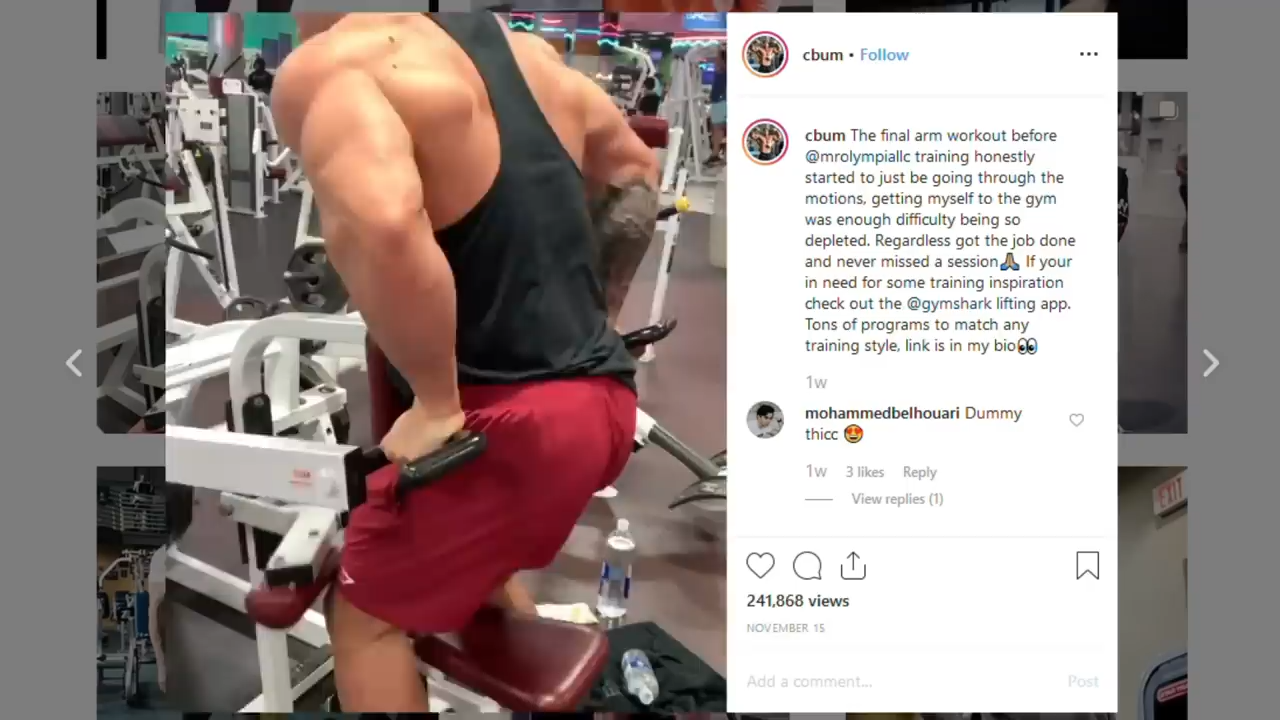 cbum • Follow
cbum The final arm workout before
@mrolympiallc training honestly
started to just be going through the
motions, getting myself to the gym
was enough difficulty being so
depleted. Regardless got the job done
and never missed a session🙏🏽 If your
in need for some training inspiration
check out the @gymshark lifting app.
Tons of programs to match any
training style, link is in my bio👀
1w
mohammedbelhouari Dummy
thicc 😍
1w 3 likes Reply
View replies (1)
241,868 views
NOVEMBER 15
Add a comment... Post
EXIT